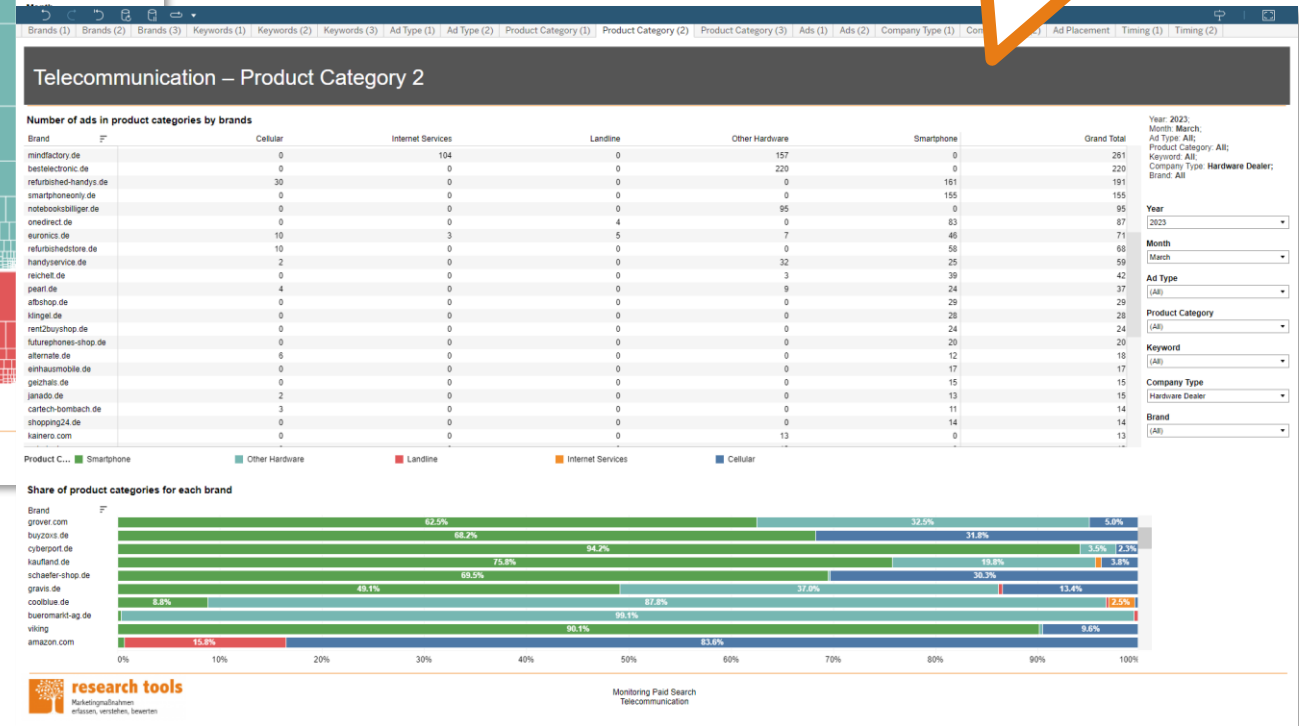 Brands (1) Brands (2) Brands (3) Keywords (1) Keywords (2) Keywords (3) Ad Type (1) Ad Type (2) Product Category (1) Product Category (2) Product Category (3) Ads (1) Ads (2) Company Type (1) Ad Placement Timing (1) Timing (2)
Telecommunication – Product Category 2
Number of ads in product categories by brands
Brand Cellular Internet Services Landline Other Hardware Smartphone Grand Total
mindfactory.de 0 104 0 157 0 261
bestelectronic.de 0 0 0 220 0 220
refurbished-handys.de 30 0 0 0 161 191
smartphoneonly.de 0 0 0 0 155 155
notebooksbilliger.de 0 0 0 95 0 95
onedirect.de 0 0 4 0 83 87
euronics.de 10 3 5 7 46 71
refurbishedstore.de 10 0 0 0 58 68
handyservice.de 2 0 0 32 25 59
reichelt.de 0 0 0 3 39 42
pearl.de 4 0 0 9 24 37
afbshop.de 0 0 0 0 29 29
klingel.de 0 0 0 0 28 28
rent2buyshop.de 0 0 0 0 24 24
futurephones-shop.de 0 0 0 0 20 20
alternate.de 6 0 0 0 12 18
einhausmobile.de 0 0 0 0 17 17
geizhals.de 0 0 0 0 15 15
janado.de 2 0 0 0 13 15
cartech-bombach.de 3 0 0 0 11 14
shopping24.de 0 0 0 0 14 14
kainero.com 0 0 0 13 0 13
Year: 2023;
Month: March;
Ad Type: All;
Product Category: All;
Keyword: All;
Company Type: Hardware Dealer;
Brand: All
Year
2023
Month
March
Ad Type
(All)
Product Category
(All)
Keyword
(All)
Company Type
Hardware Dealer
Brand
(All)
Product C... Smartphone Other Hardware Landline Internet Services Cellular
Share of product categories for each brand
Brand
grover.com 62.5% 32.5% 5.0%
buyzoxs.de 68.2% 31.8%
cyberport.de 94.2% 3.5% 2.3%
kaufland.de 75.8% 19.8% 3.8%
schaefer-shop.de 69.5% 30.3%
gravis.de 49.1% 37.0% 13.4%
coolblue.de 8.8% 87.8% 2.5%
bueromarkt-ag.de 99.1%
viking 90.1% 9.6%
amazon.com 15.8% 83.6%
0% 10% 20% 30% 40% 50% 60% 70% 80% 90% 100%
research tools
Marketingmaßnahmen
erfassen, verstehen, bewerten
Monitoring Paid Search
Telecommunication